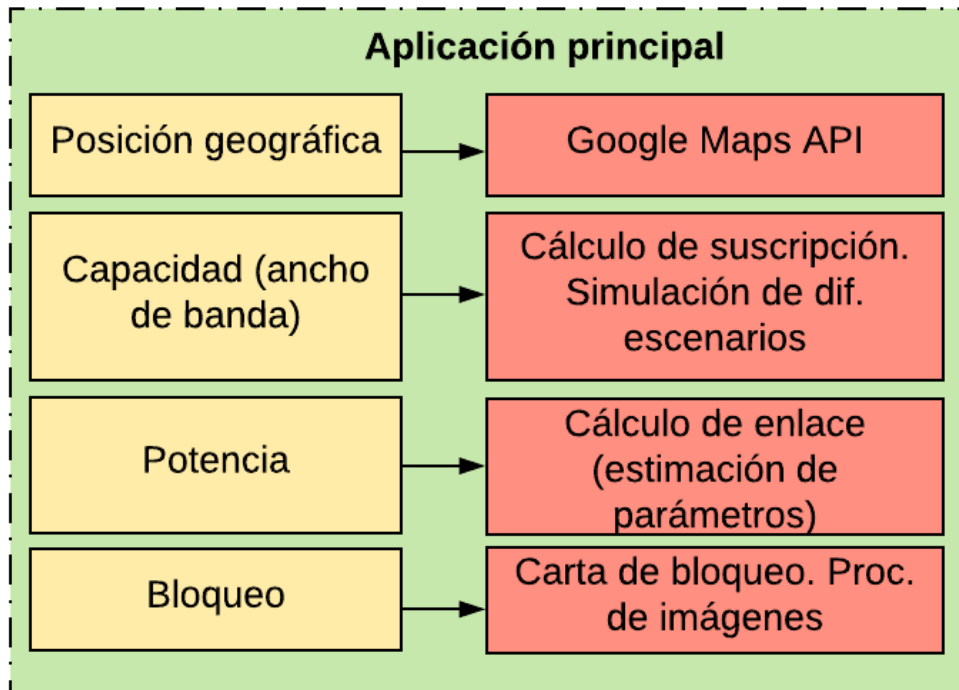 Aplicación principal
Posición geográfica
Google Maps API
Capacidad (ancho
de banda)
Cálculo de suscripción.
Simulación de dif.
escenarios
Potencia
Cálculo de enlace
(estimación de
parámetros)
Bloqueo
Carta de bloqueo. Proc.
de imágenes